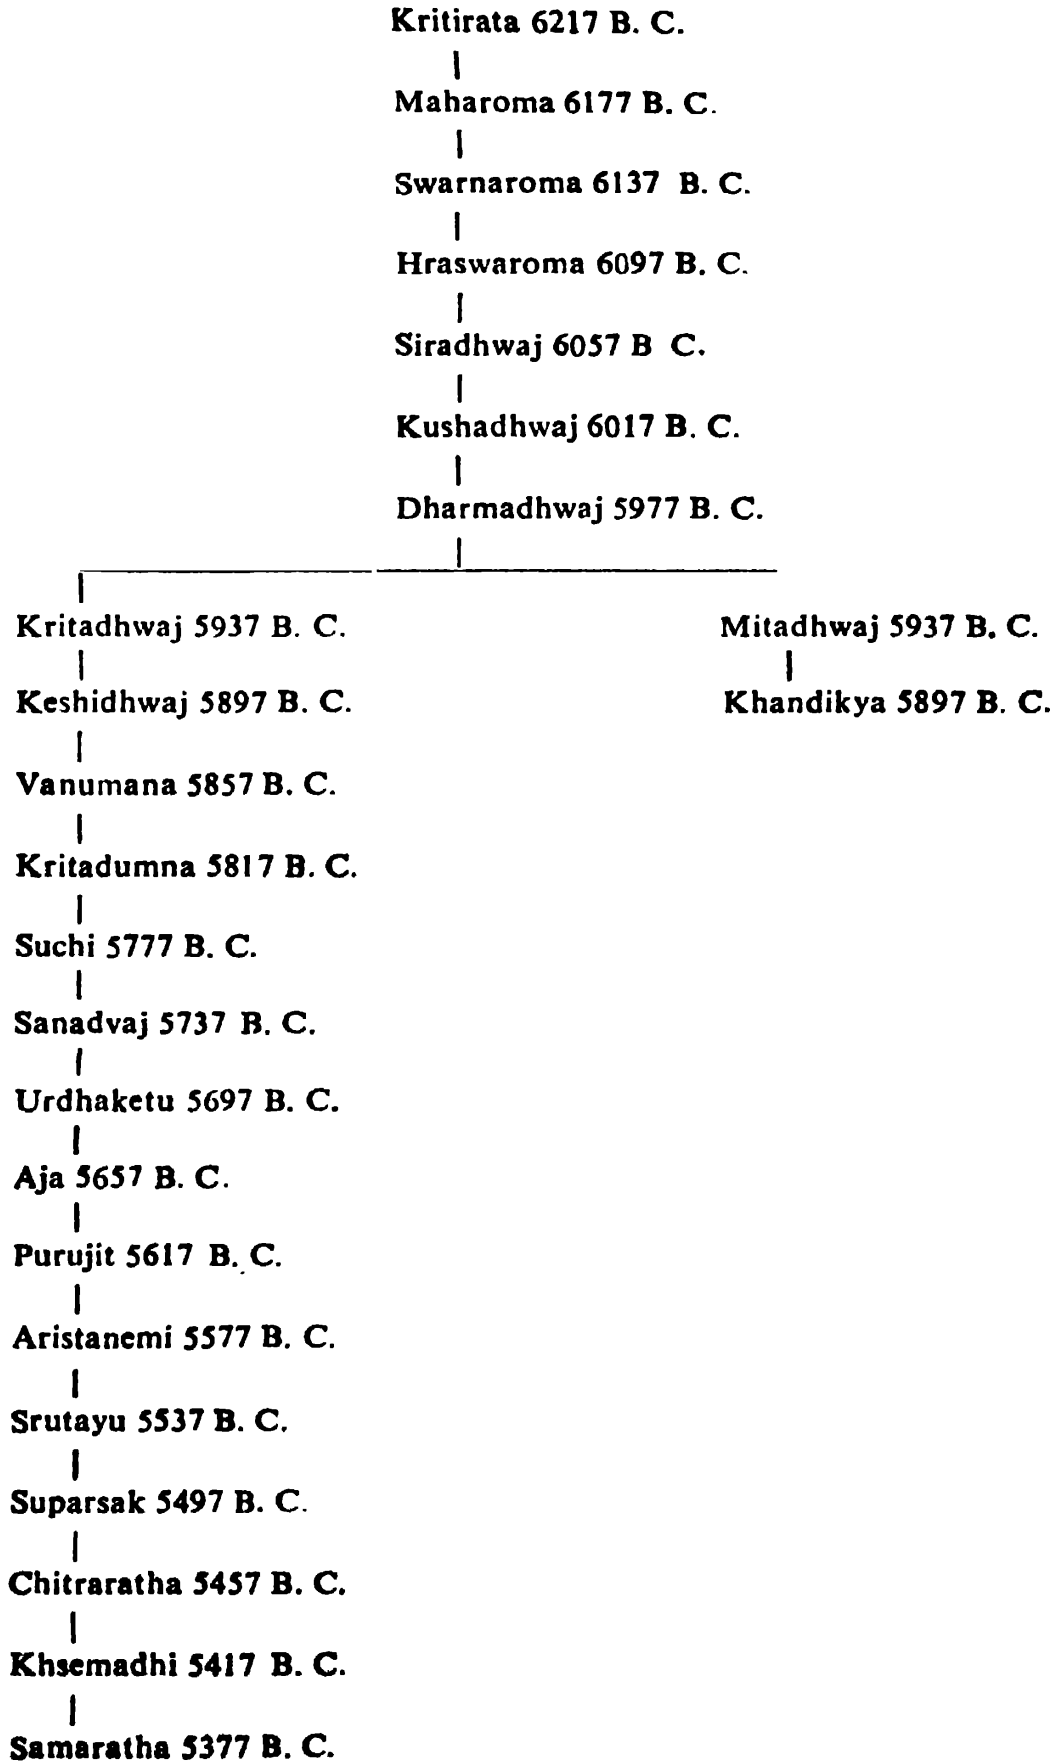 Kritirata 6217 B. C.
Maharoma 6177 B. C.
Swarnaroma 6137 B. C.
Hraswaroma 6097 B. C.
Siradhwaj 6057 B C.
Kushadhwaj 6017 B. C.
Dharmadhwaj 5977 B. C.
Kritadhwaj 5937 B. C. Mitadhwaj 5937 B. C.
Keshidhwaj 5897 B. C. Khandikya 5897 B. C.
Vanumana 5857 B. C.
Kritadumna 5817 B. C.
Suchi 5777 B. C.
Sanadvaj 5737 B. C.
Urdhaketu 5697 B. C.
Aja 5657 B. C.
Purujit 5617 B. C.
Aristanemi 5577 B. C.
Srutayu 5537 B. C.
Suparsak 5497 B. C.
Chitraratha 5457 B. C.
Khsemadhi 5417 B. C.
Samaratha 5377 B. C.